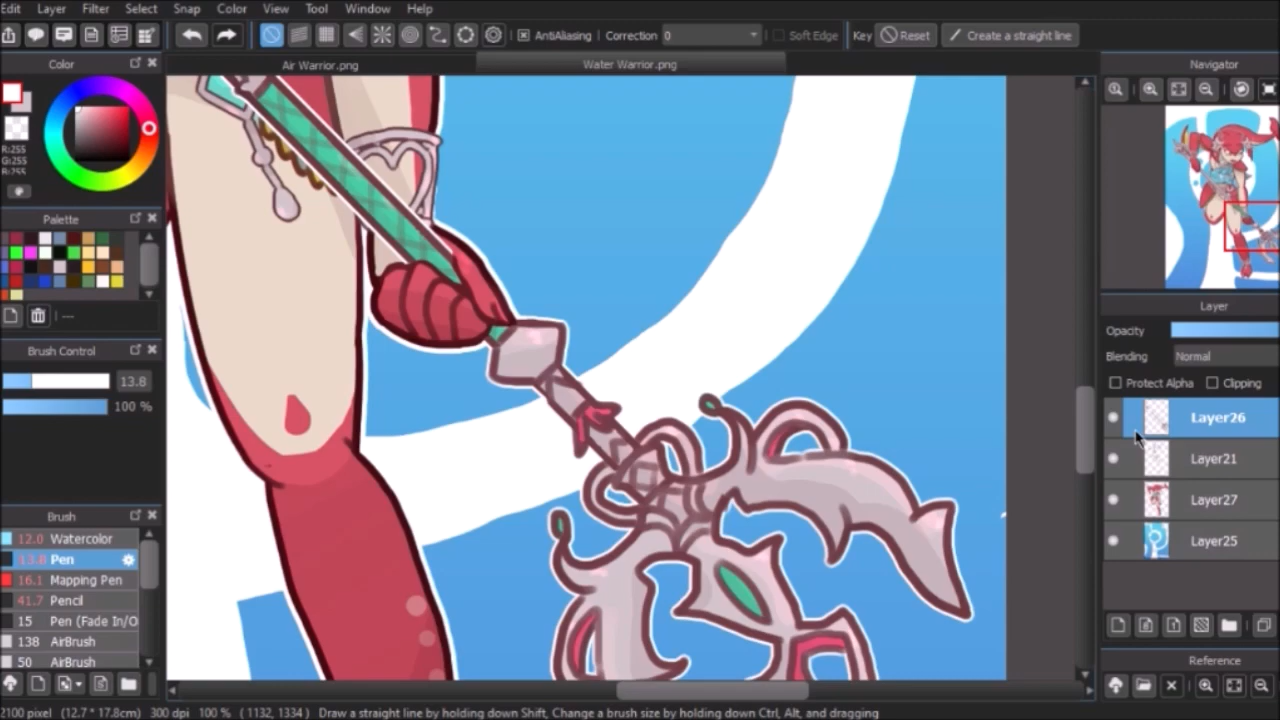 Edit Layer Filter Select Snap Color View Tool Window Help
AntiAliasing Correction 0 Soft Edge Key Reset Create a straight line
Color
Air Warrior.png Water Warrior.png
Navigator
R:255
G:255
B:255
Palette
---
Brush Control
13.8
100 %
Brush
12.0 Watercolor
13.8 Pen
16.1 Mapping Pen
41.7 Pencil
15 Pen (Fade In/O
138 AirBrush
50 AirBrush
Layer
Opacity
Blending Normal
Protect Alpha Clipping
Layer26
Layer21
Layer27
Layer25
Reference
2100 pixel (12.7 * 17.8cm) 300 dpi 100 % ( 1132, 1334 ) Draw a straight line by holding down Shift, Change a brush size by holding down Ctrl, Alt, and dragging